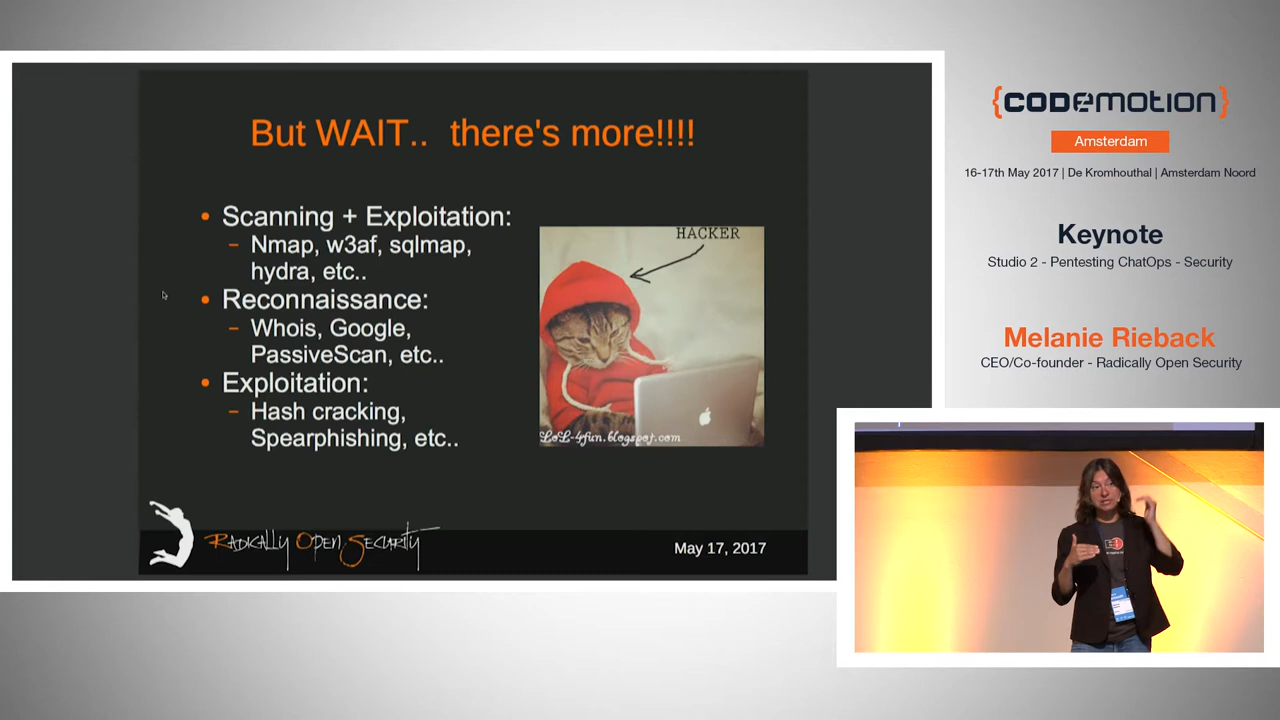 But WAIT.. there's more!!!!
• Scanning + Exploitation:
– Nmap, w3af, sqlmap,
hydra, etc..
• Reconnaissance:
– Whois, Google,
PassiveScan, etc..
• Exploitation:
– Hash cracking,
Spearphishing, etc..
HACKER
LoL-4fun.blogspot.com
Radically Open Security
May 17, 2017
{CODEMOTION}
Amsterdam
16-17th May 2017 | De Kromhouthal | Amsterdam Noord
Keynote
Studio 2 - Pentesting ChatOps - Security
Melanie Rieback
CEO/Co-founder - Radically Open Security